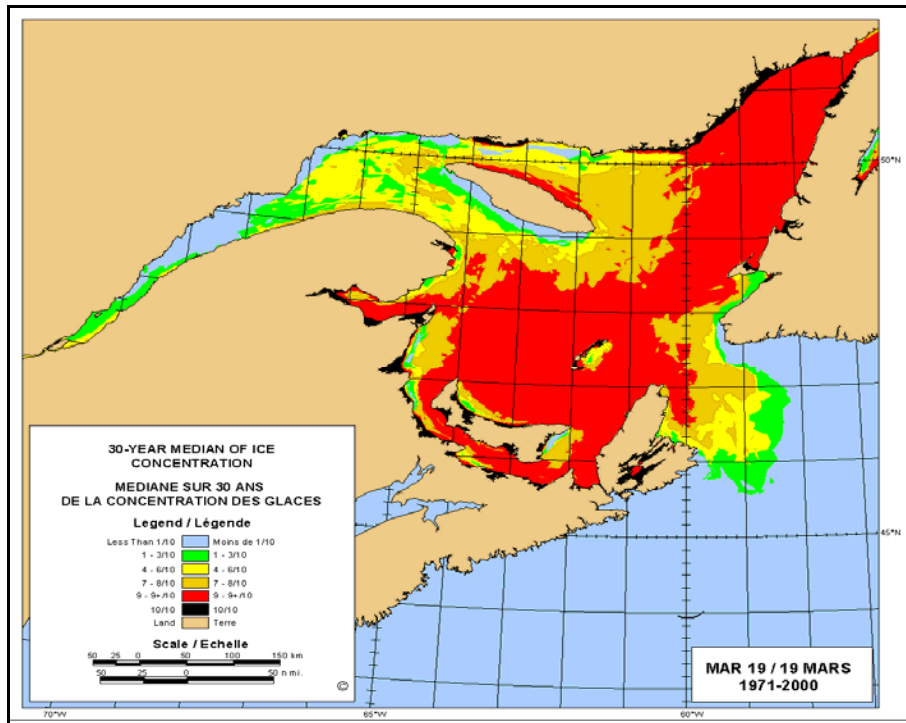 50°N
45°N
30-YEAR MEDIAN OF ICE
CONCENTRATION
MEDIANE SUR 30 ANS
DE LA CONCENTRATION DES GLACES
Legend / Légende
Less Than 1/10 Moins de 1/10
1 - 3/10 1 - 3/10
4 - 6/10 4 - 6/10
7 - 8/10 7 - 8/10
9 - 9+/10 9 - 9+/10
10/10 10/10
Land Terre
Scale / Echelle
50 25 0 50 100 150 km
50 25 0 50 n mi.
©
MAR 19 / 19 MARS
1971-2000
70°W 65°W 60°W